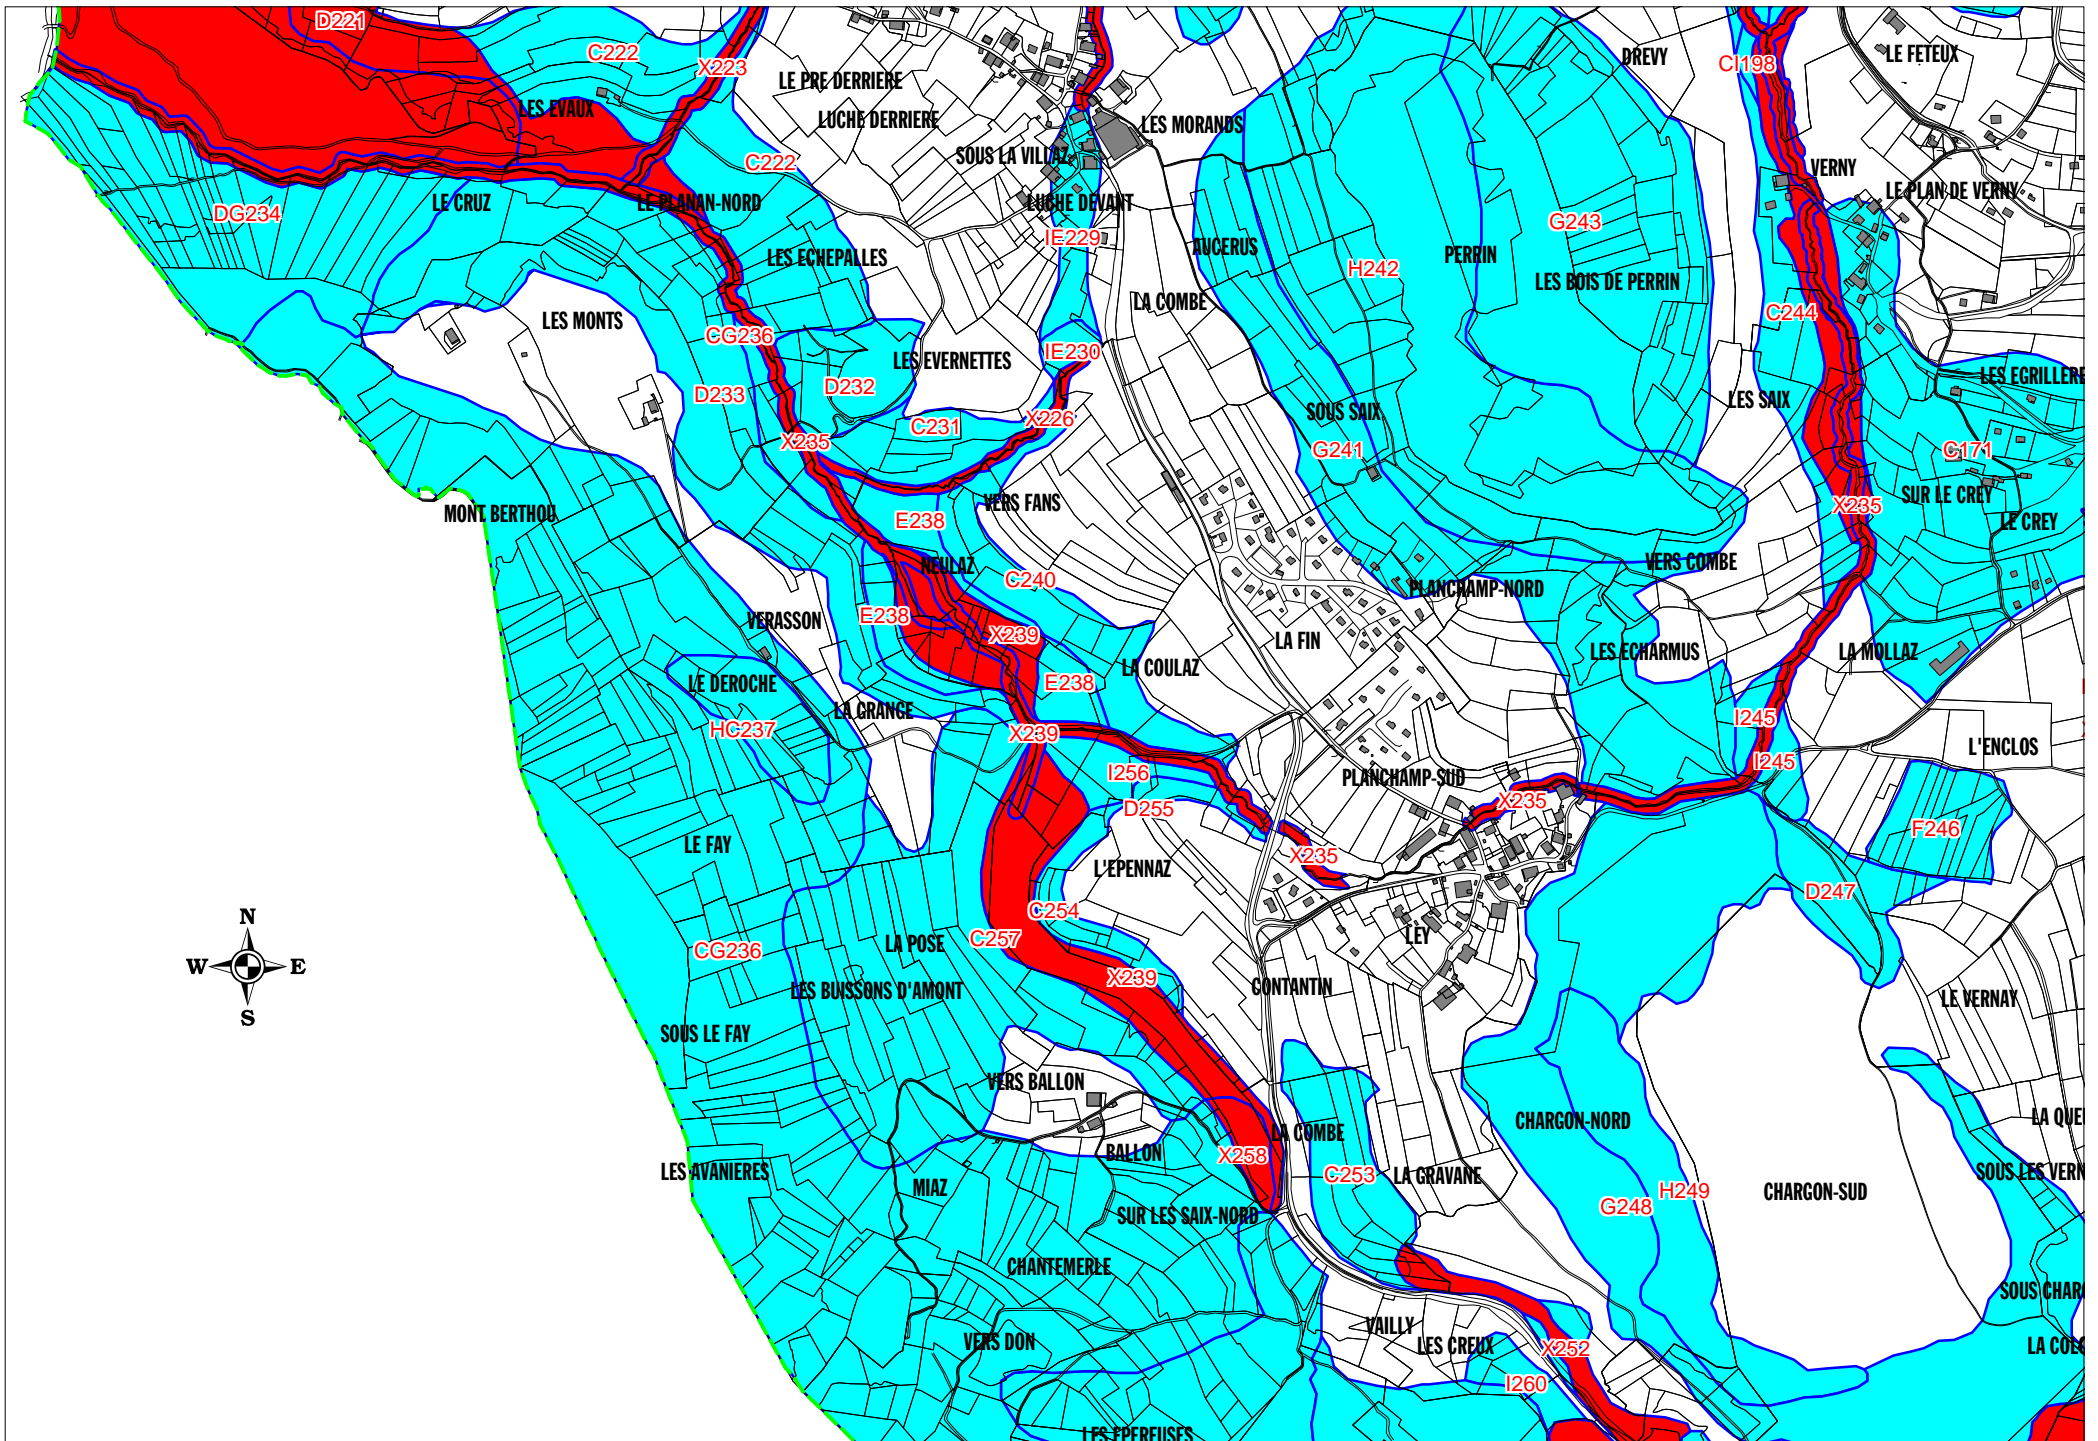 D221
C222
X223
LES EVAUX
LE PRE DERRIERE
LUCHE DERRIERE
LES MORANDS
DREVY
CI198
LE FETEUX
SOUS LA VILLAZ
C222
VERNY
LE PLAN DE VERNY
DG234
LE CRUZ
LE PLANAN-NORD
LUCHE DEVANT
IE229
AUCERUS
G243
LES ECHEPALLES
H242
PERRIN
LES BOIS DE PERRIN
LA COMBE
C244
LES MONTS
CG236
IE230
LES EVERNETTES
D233
D232
LES EGRILLERE
LES SAIX
SOUS SAIX
X226
C231
X235
G241
C171
SUR LE CREY
X235
LE CREY
MONT BERTHOU
VERS FANS
E238
NEULAZ
C240
VERS COMBE
PLANCHAMP-NORD
VERASSON
E238
X239
LA FIN
LES ECHARMUS
LA MOLLAZ
LA COULAZ
LE DEROCHE
E238
LA GRANGE
HC237
X239
I245
L'ENCLOS
I245
I256
PLANCHAMP-SUD
D255
X235
F246
LE FAY
X235
L'EPENNAZ
D247
C254
C257
LEY
N
W
E
S
CG236
LA POSE
X239
CONTANTIN
LES BUISSONS D'AMONT
LE VERNAY
SOUS LE FAY
VERS BALLON
CHARGON-NORD
LA COMBE
BALLON
X258
C253
LA GRAVANE
LES AVANIERES
MIAZ
H249
G248
CHARGON-SUD
SOUS LES VERN
SUR LES SAIX-NORD
CHANTEMERLE
VERS DON
VAILLY
LES CREUX
X252
I260
LES EPEREUSES